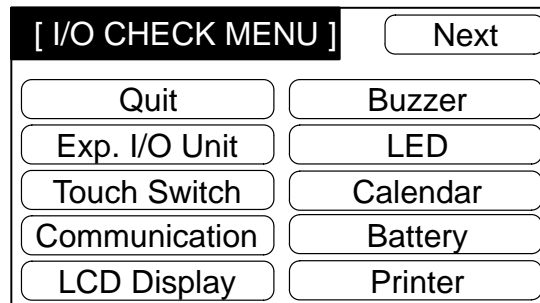 [ I/O CHECK MENU ] Next
Quit Buzzer
Exp. I/O Unit LED
Touch Switch Calendar
Communication Battery
LCD Display Printer